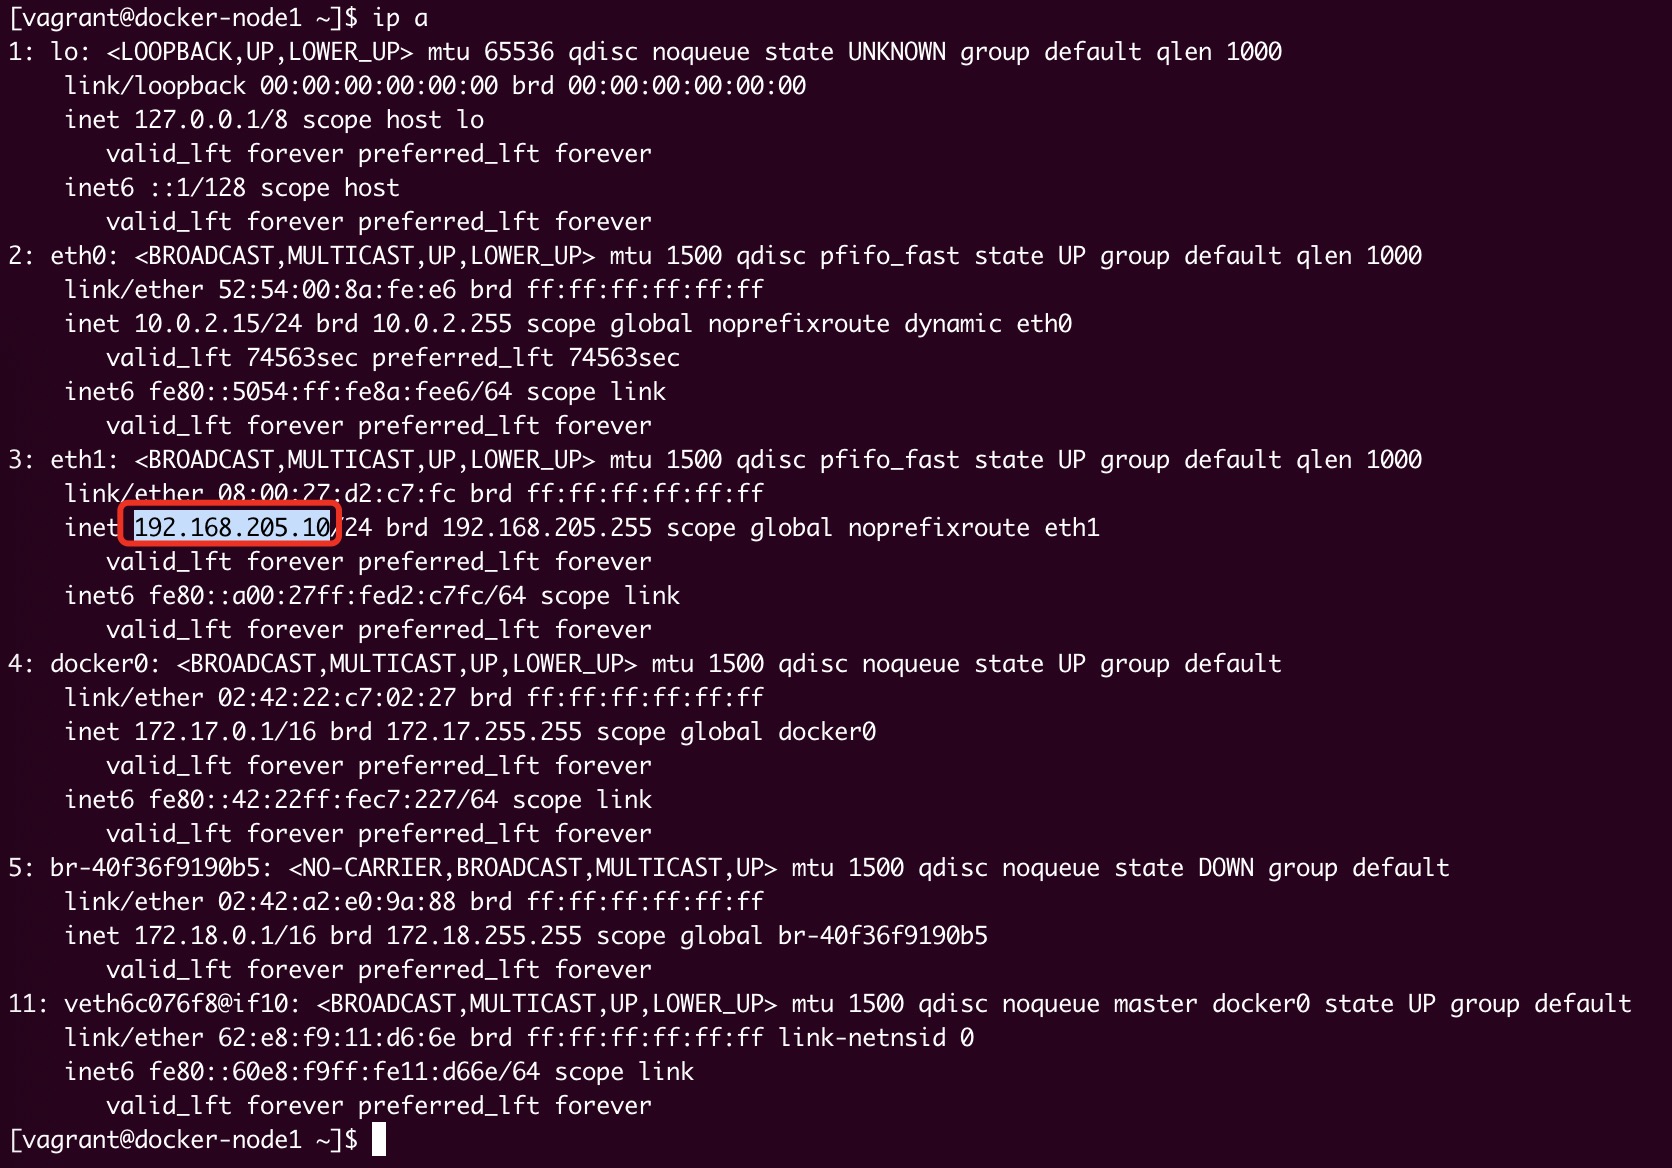 [vagrant@docker-node1 ~]$ ip a
1: lo: <LOOPBACK,UP,LOWER_UP> mtu 65536 qdisc noqueue state UNKNOWN group default qlen 1000
    link/loopback 00:00:00:00:00:00 brd 00:00:00:00:00:00
    inet 127.0.0.1/8 scope host lo
       valid_lft forever preferred_lft forever
    inet6 ::1/128 scope host
       valid_lft forever preferred_lft forever
2: eth0: <BROADCAST,MULTICAST,UP,LOWER_UP> mtu 1500 qdisc pfifo_fast state UP group default qlen 1000
    link/ether 52:54:00:8a:fe:e6 brd ff:ff:ff:ff:ff:ff
    inet 10.0.2.15/24 brd 10.0.2.255 scope global noprefixroute dynamic eth0
       valid_lft 74563sec preferred_lft 74563sec
    inet6 fe80::5054:ff:fe8a:fee6/64 scope link
       valid_lft forever preferred_lft forever
3: eth1: <BROADCAST,MULTICAST,UP,LOWER_UP> mtu 1500 qdisc pfifo_fast state UP group default qlen 1000
    link/ether 08:00:27:d2:c7:fc brd ff:ff:ff:ff:ff:ff
    inet 192.168.205.10/24 brd 192.168.205.255 scope global noprefixroute eth1
       valid_lft forever preferred_lft forever
    inet6 fe80::a00:27ff:fed2:c7fc/64 scope link
       valid_lft forever preferred_lft forever
4: docker0: <BROADCAST,MULTICAST,UP,LOWER_UP> mtu 1500 qdisc noqueue state UP group default
    link/ether 02:42:22:c7:02:27 brd ff:ff:ff:ff:ff:ff
    inet 172.17.0.1/16 brd 172.17.255.255 scope global docker0
       valid_lft forever preferred_lft forever
    inet6 fe80::42:22ff:fec7:227/64 scope link
       valid_lft forever preferred_lft forever
5: br-40f36f9190b5: <NO-CARRIER,BROADCAST,MULTICAST,UP> mtu 1500 qdisc noqueue state DOWN group default
    link/ether 02:42:a2:e0:9a:88 brd ff:ff:ff:ff:ff:ff
    inet 172.18.0.1/16 brd 172.18.255.255 scope global br-40f36f9190b5
       valid_lft forever preferred_lft forever
11: veth6c076f8@if10: <BROADCAST,MULTICAST,UP,LOWER_UP> mtu 1500 qdisc noqueue master docker0 state UP group default
    link/ether 62:e8:f9:11:d6:6e brd ff:ff:ff:ff:ff:ff link-netnsid 0
    inet6 fe80::60e8:f9ff:fe11:d66e/64 scope link
       valid_lft forever preferred_lft forever
[vagrant@docker-node1 ~]$